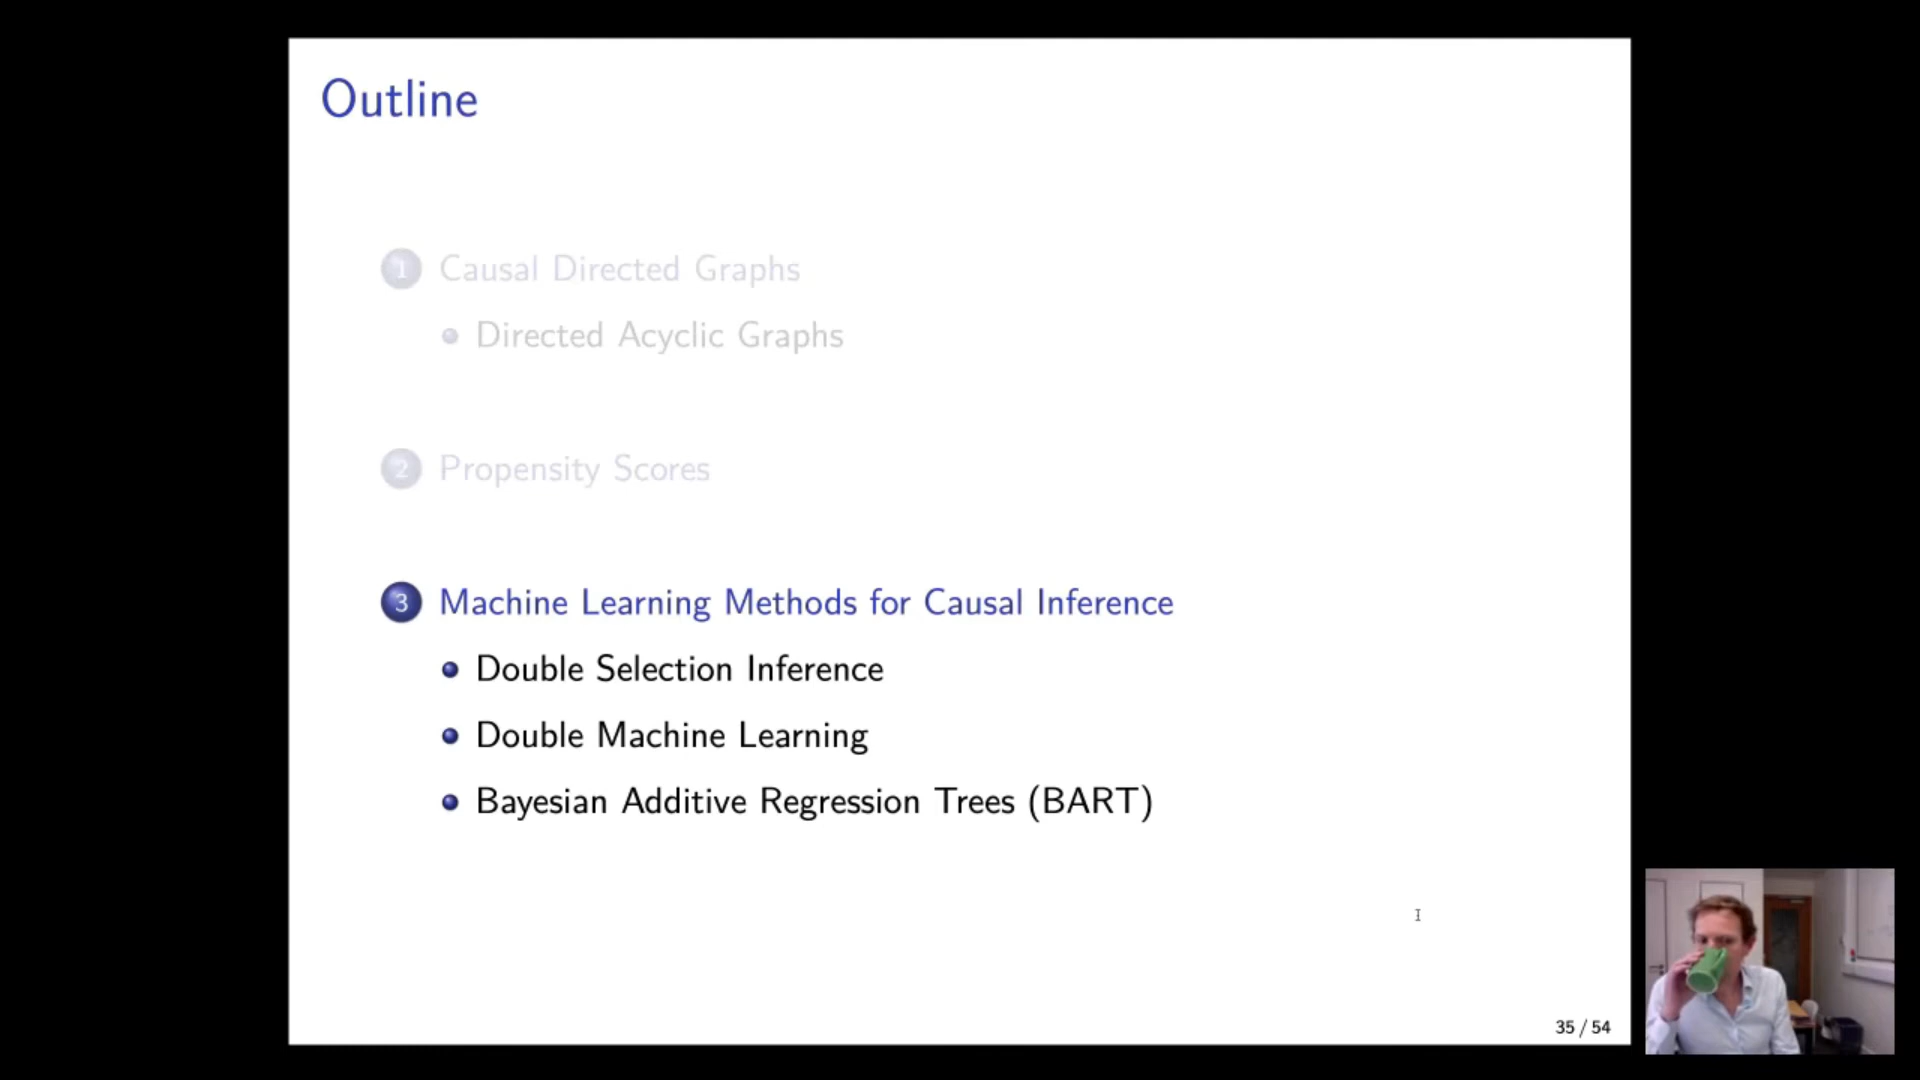 Outline
1 Causal Directed Graphs
Directed Acyclic Graphs
2 Propensity Scores
3 Machine Learning Methods for Causal Inference
Double Selection Inference
Double Machine Learning
Bayesian Additive Regression Trees (BART)
35 / 54